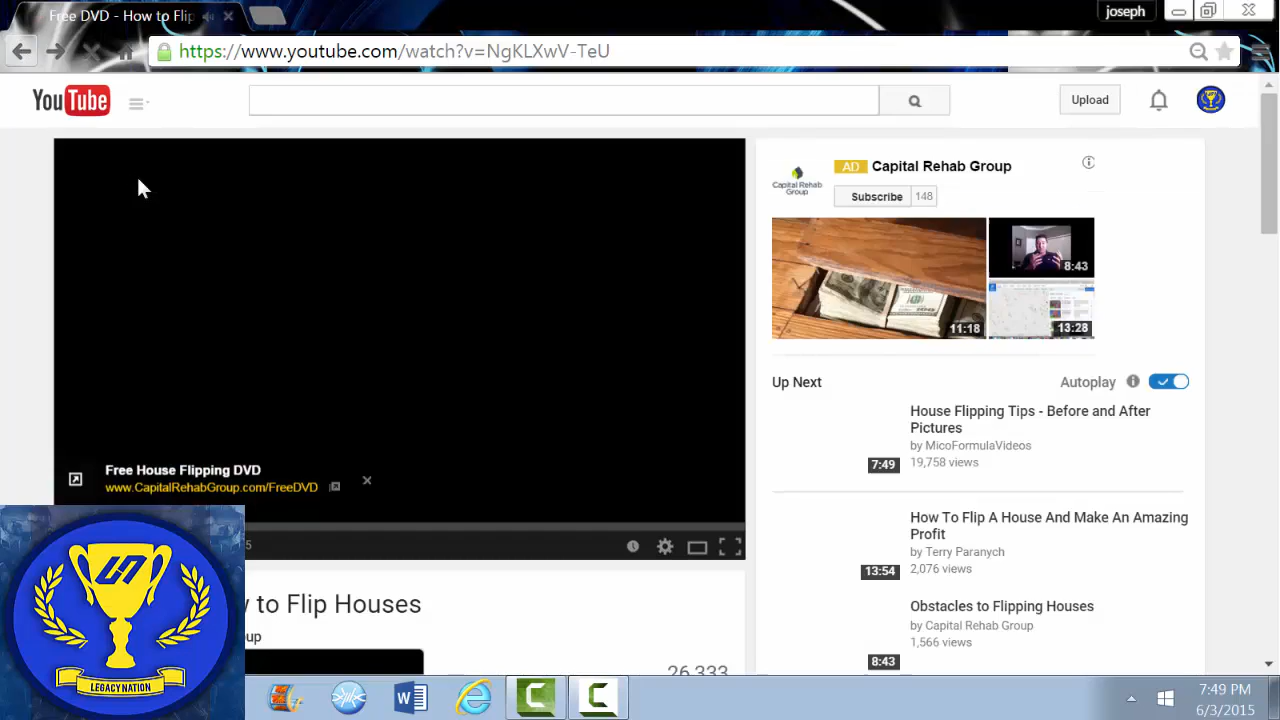 Free DVD - How to Flip
joseph
https://www.youtube.com/watch?v=NgKLXwV-TeU
YouTube
Upload
AD Capital Rehab Group
Capital Rehab Group
Subscribe 148
11:18
8:43
13:28
Up Next
Autoplay
House Flipping Tips - Before and After Pictures
by MicoFormulaVideos
19,758 views
7:49
How To Flip A House And Make An Amazing Profit
by Terry Paranych
2,076 views
13:54
Obstacles to Flipping Houses
by Capital Rehab Group
1,566 views
8:43
Free House Flipping DVD
www.CapitalRehabGroup.com/FreeDVD
5
to Flip Houses
26,333
LEGACY NATION
7:49 PM
6/3/2015